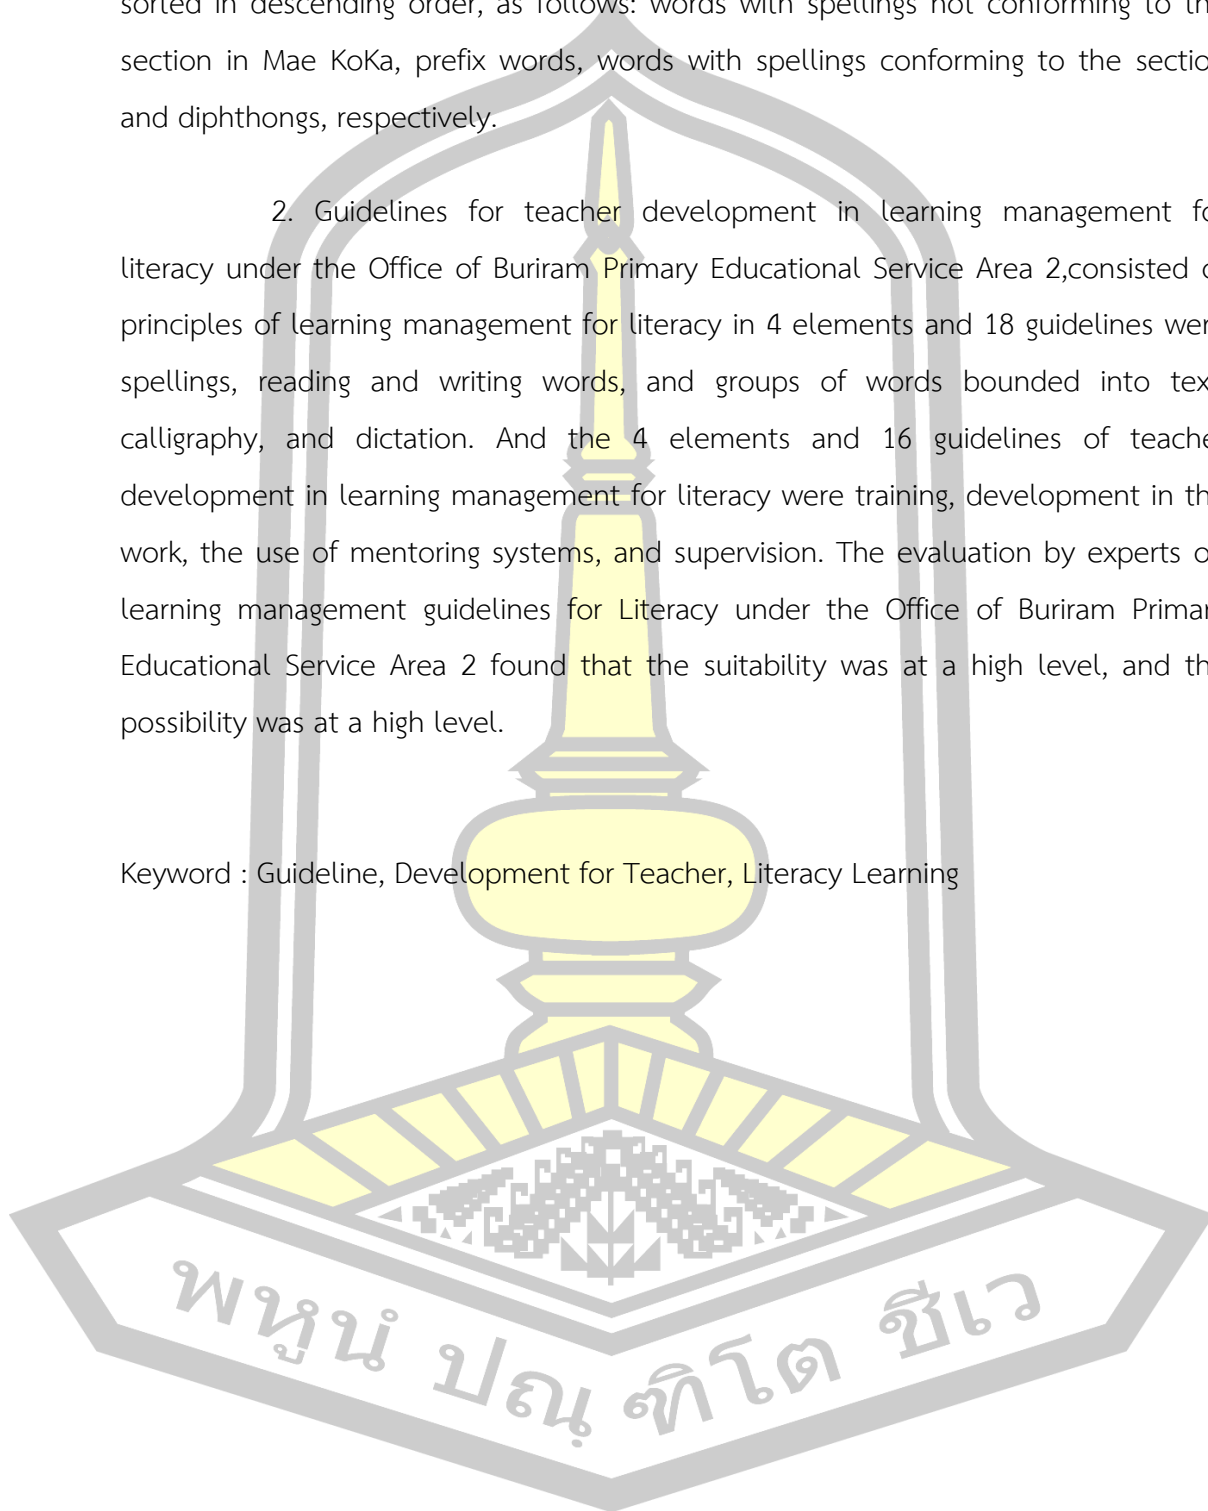 sorted in descending order, as follows: words with spellings not conforming to th
section in Mae KoKa, prefix words, words with spellings conforming to the sectio
and diphthongs, respectively.
2. Guidelines for teacher development in learning management fo
literacy under the Office of Buriram Primary Educational Service Area 2,consisted o
principles of learning management for literacy in 4 elements and 18 guidelines wer
spellings, reading and writing words, and groups of words bounded into tex
calligraphy, and dictation. And the 4 elements and 16 guidelines of teache
development in learning management for literacy were training, development in th
work, the use of mentoring systems, and supervision. The evaluation by experts o
learning management guidelines for Literacy under the Office of Buriram Primar
Educational Service Area 2 found that the suitability was at a high level, and th
possibility was at a high level.
Keyword : Guideline, Development for Teacher, Literacy Learning
พหูนํ ปณฺ ฑิโต ชีเว